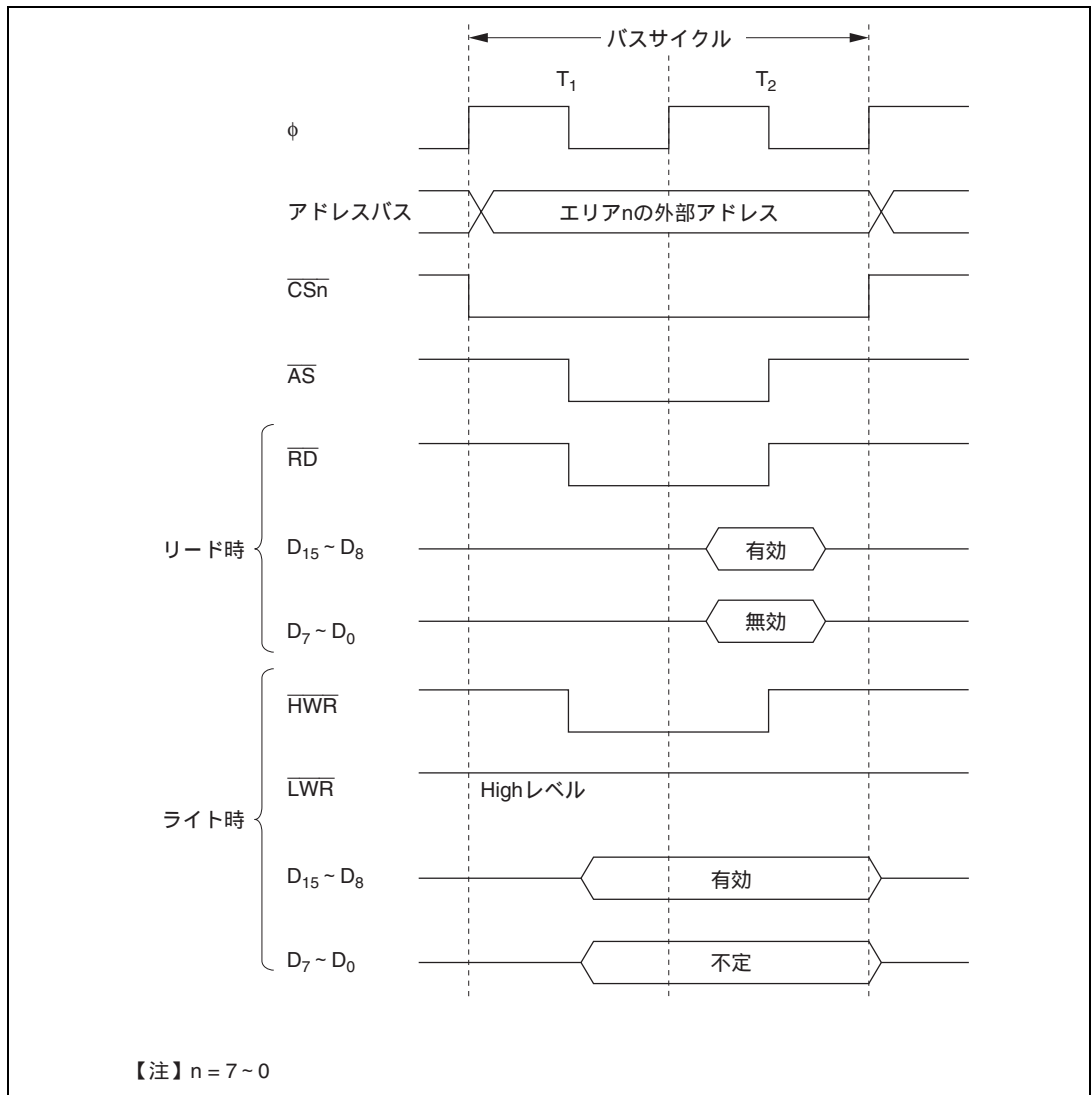 バスサイクル
T1 T2
φ
アドレスバス エリアnの外部アドレス
CSn
AS
RD
リード時 D15～D8 有効
D7～D0 無効
HWR
LWR Highレベル
ライト時
D15～D8 有効
D7～D0 不定
【注】n = 7～0